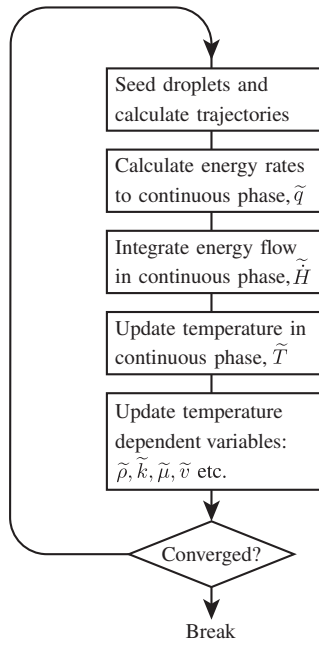 Seed droplets and
calculate trajectories
Calculate energy rates
to continuous phase, q̃
Integrate energy flow
in continuous phase, H̃̇
Update temperature in
continuous phase, T̃
Update temperature
dependent variables:
ρ̃, k̃, μ̃, ṽ etc.
Converged?
Break